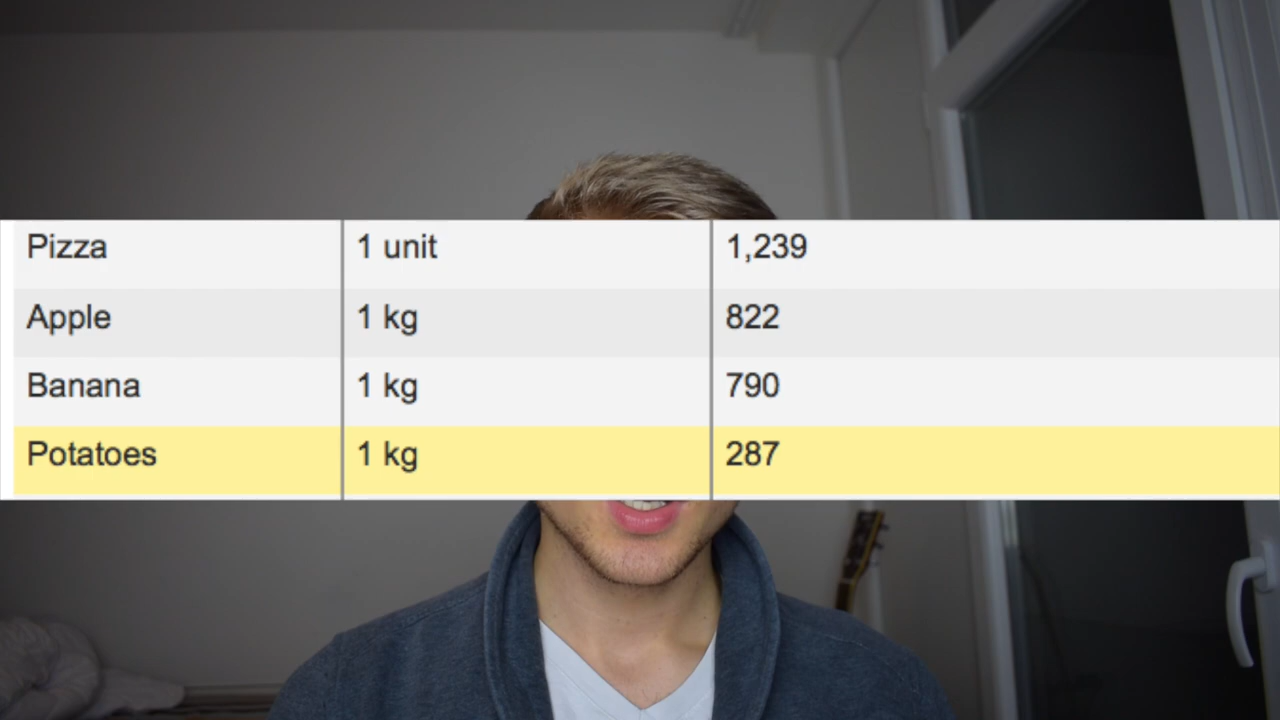 Pizza 1 unit 1,239
Apple 1 kg 822
Banana 1 kg 790
Potatoes 1 kg 287